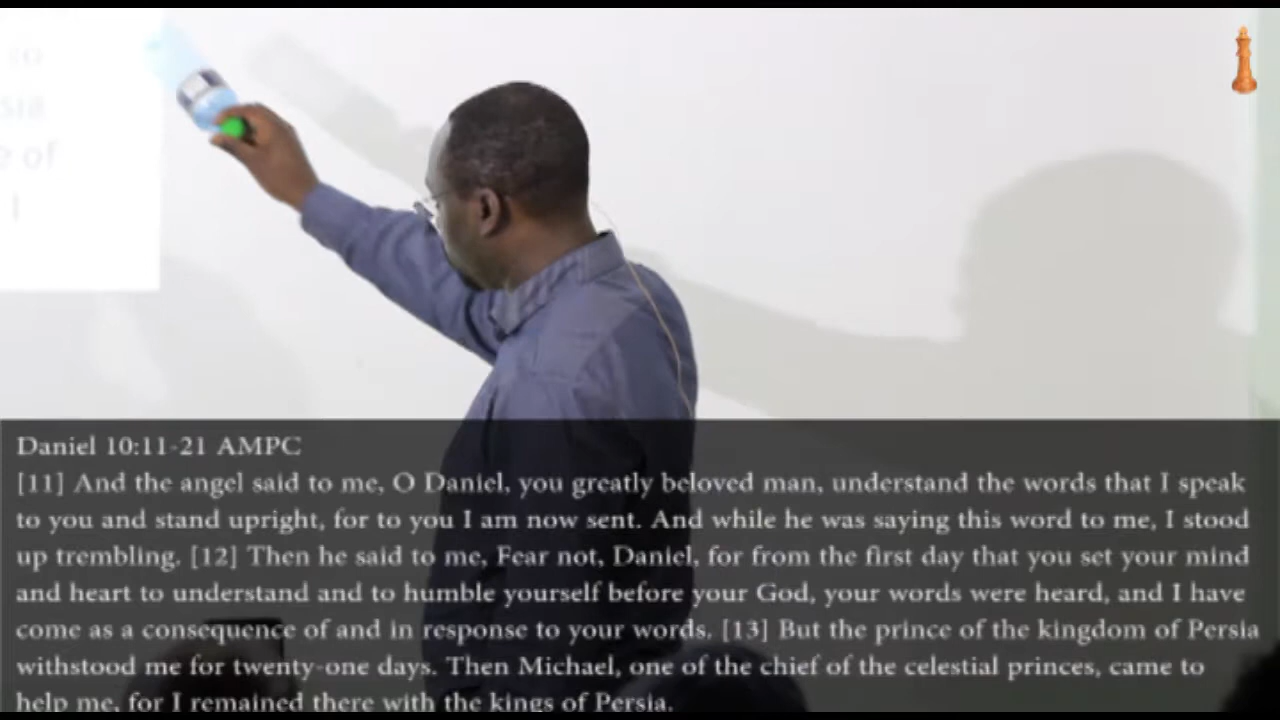 ro
sia
e of
I
Daniel 10:11-21 AMPC
[11] And the angel said to me, O Daniel, you greatly beloved man, understand the words that I speak
to you and stand upright, for to you I am now sent. And while he was saying this word to me, I stood
up trembling. [12] Then he said to me, Fear not, Daniel, for from the first day that you set your mind
and heart to understand and to humble yourself before your God, your words were heard, and I have
come as a consequence of and in response to your words. [13] But the prince of the kingdom of Persia
withstood me for twenty-one days. Then Michael, one of the chief of the celestial princes, came to
help me, for I remained there with the kings of Persia.